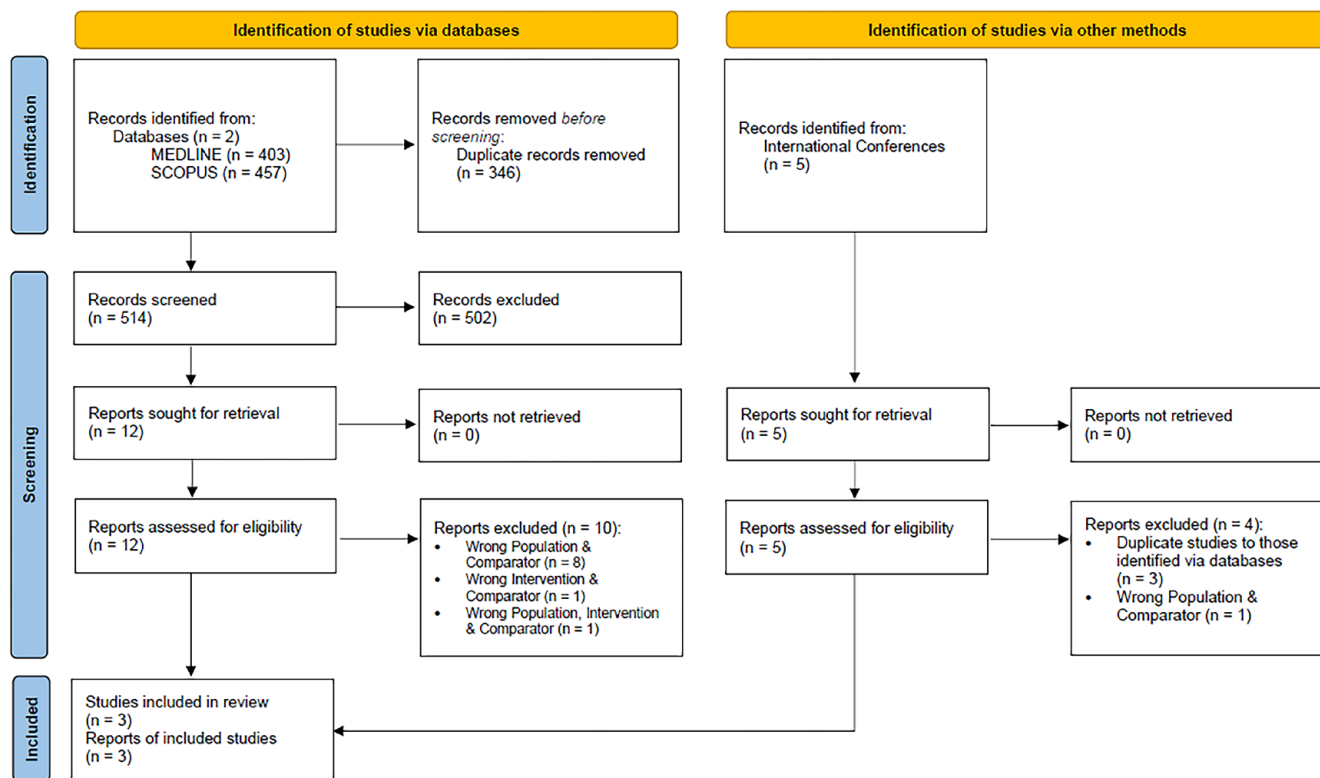 Identification of studies via databases
Identification of studies via other methods
Identification
Records identified from:
Databases (n = 2)
MEDLINE (n = 403)
SCOPUS (n = 457)
Records removed before
screening:
Duplicate records removed
(n = 346)
Records identified from:
International Conferences
(n = 5)
Screening
Records screened
(n = 514)
Records excluded
(n = 502)
Reports sought for retrieval
(n = 12)
Reports not retrieved
(n = 0)
Reports sought for retrieval
(n = 5)
Reports not retrieved
(n = 0)
Reports assessed for eligibility
(n = 12)
Reports excluded (n = 10):
• Wrong Population &
Comparator (n = 8)
• Wrong Intervention &
Comparator (n = 1)
• Wrong Population, Intervention
& Comparator (n = 1)
Reports assessed for eligibility
(n = 5)
Reports excluded (n = 4):
• Duplicate studies to those
identified via databases
(n = 3)
• Wrong Population &
Comparator (n = 1)
Included
Studies included in review
(n = 3)
Reports of included studies
(n = 3)